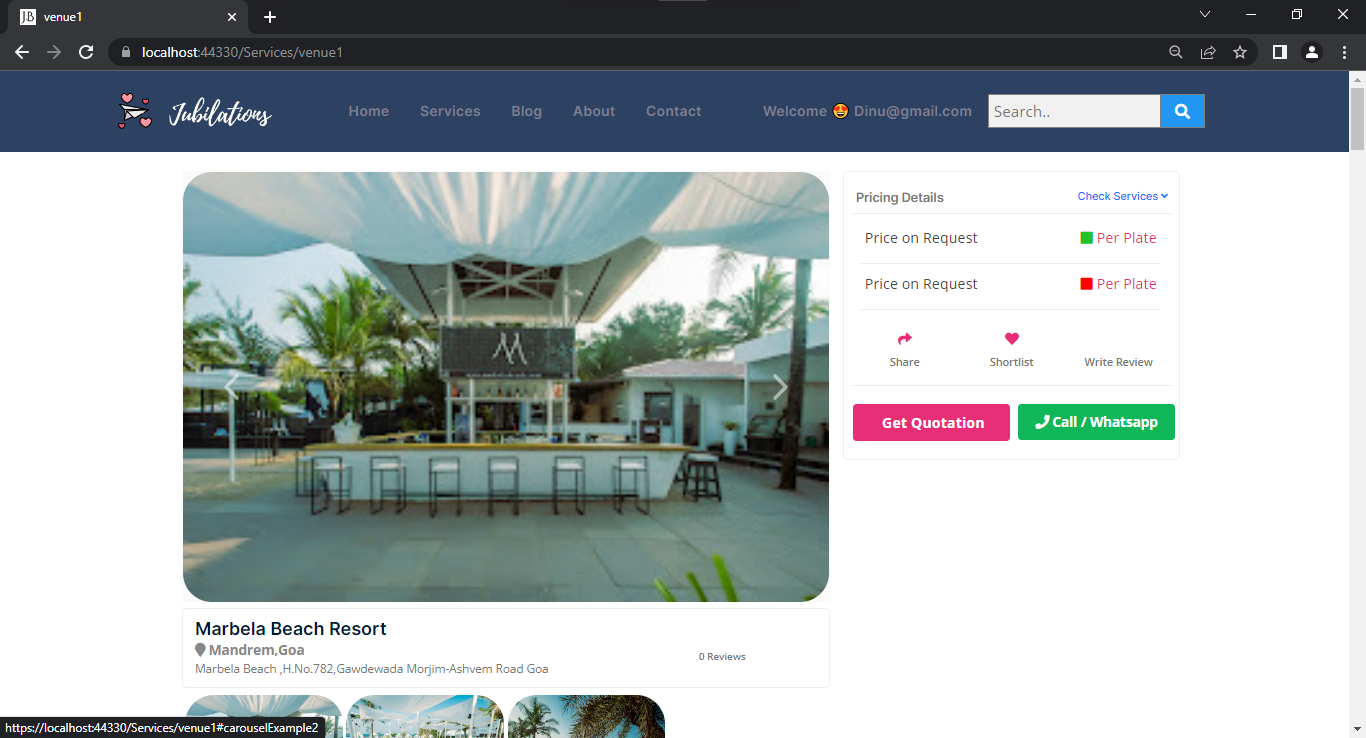 JB venue1
localhost:44330/Services/venue1
Jubilations
Home Services Blog About Contact Welcome 😍 Dinu@gmail.com Search..
Pricing Details Check Services
Price on Request Per Plate
Price on Request Per Plate
Share Shortlist Write Review
Get Quotation Call / Whatsapp
M
Marbela Beach Resort
Mandrem,Goa
0 Reviews
Marbela Beach ,H.No.782,Gawdewada Morjim-Ashvem Road Goa
https://localhost:44330/Services/venue1#carouselExample2